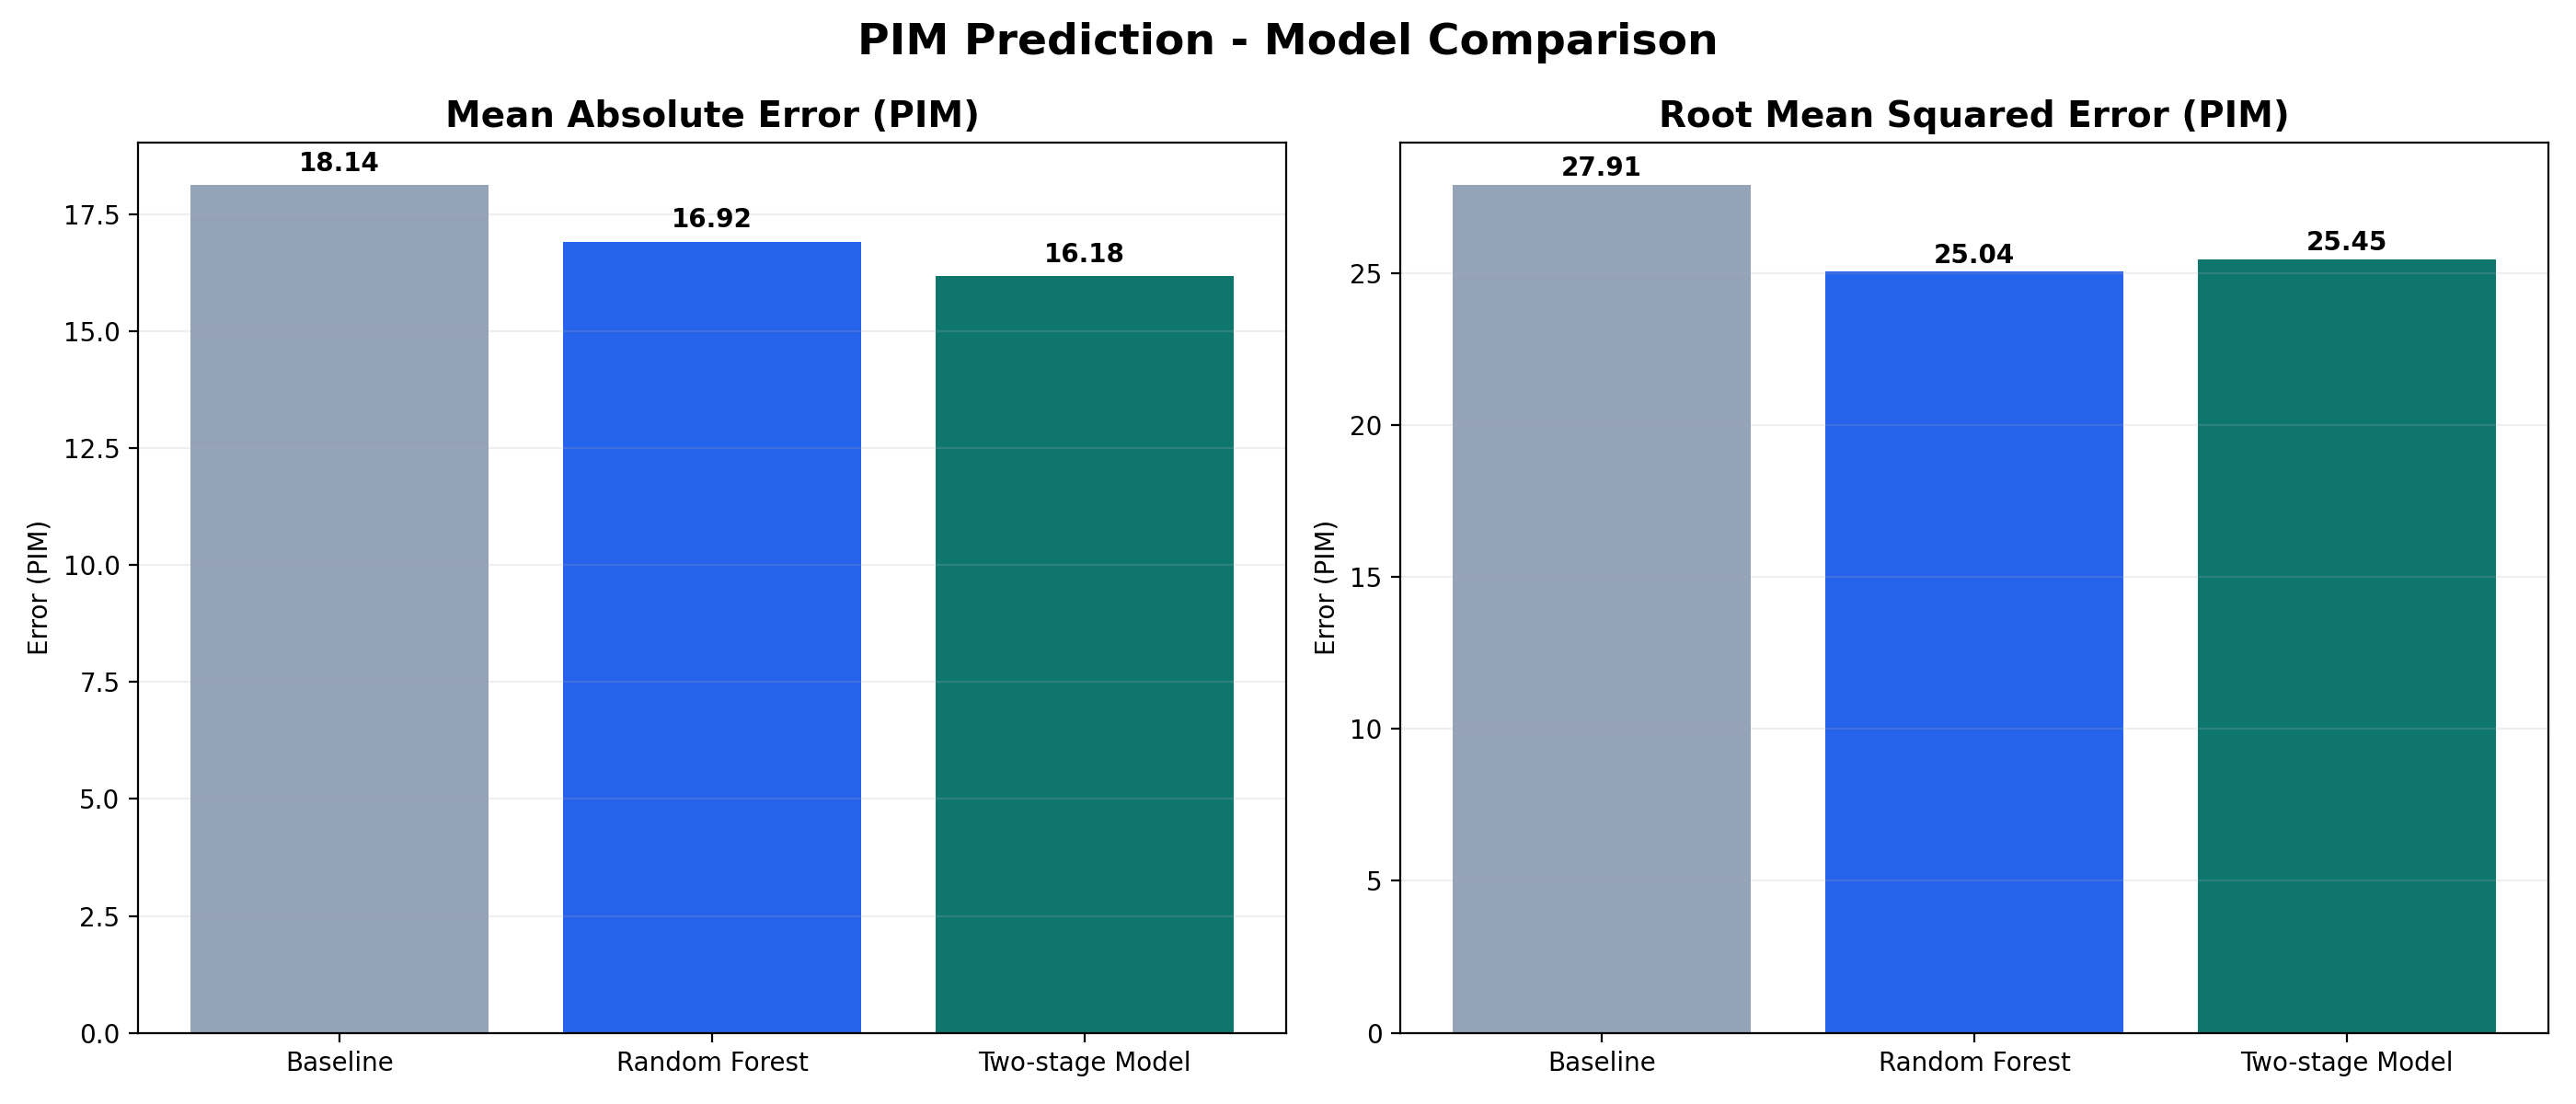 PIM Prediction - Model Comparison
Mean Absolute Error (PIM)
18.14
16.92
16.18
17.5
15.0
12.5
10.0
7.5
5.0
2.5
0.0
Error (PIM)
Baseline
Random Forest
Two-stage Model
Root Mean Squared Error (PIM)
27.91
25.04
25.45
25
20
15
10
5
0
Error (PIM)
Baseline
Random Forest
Two-stage Model